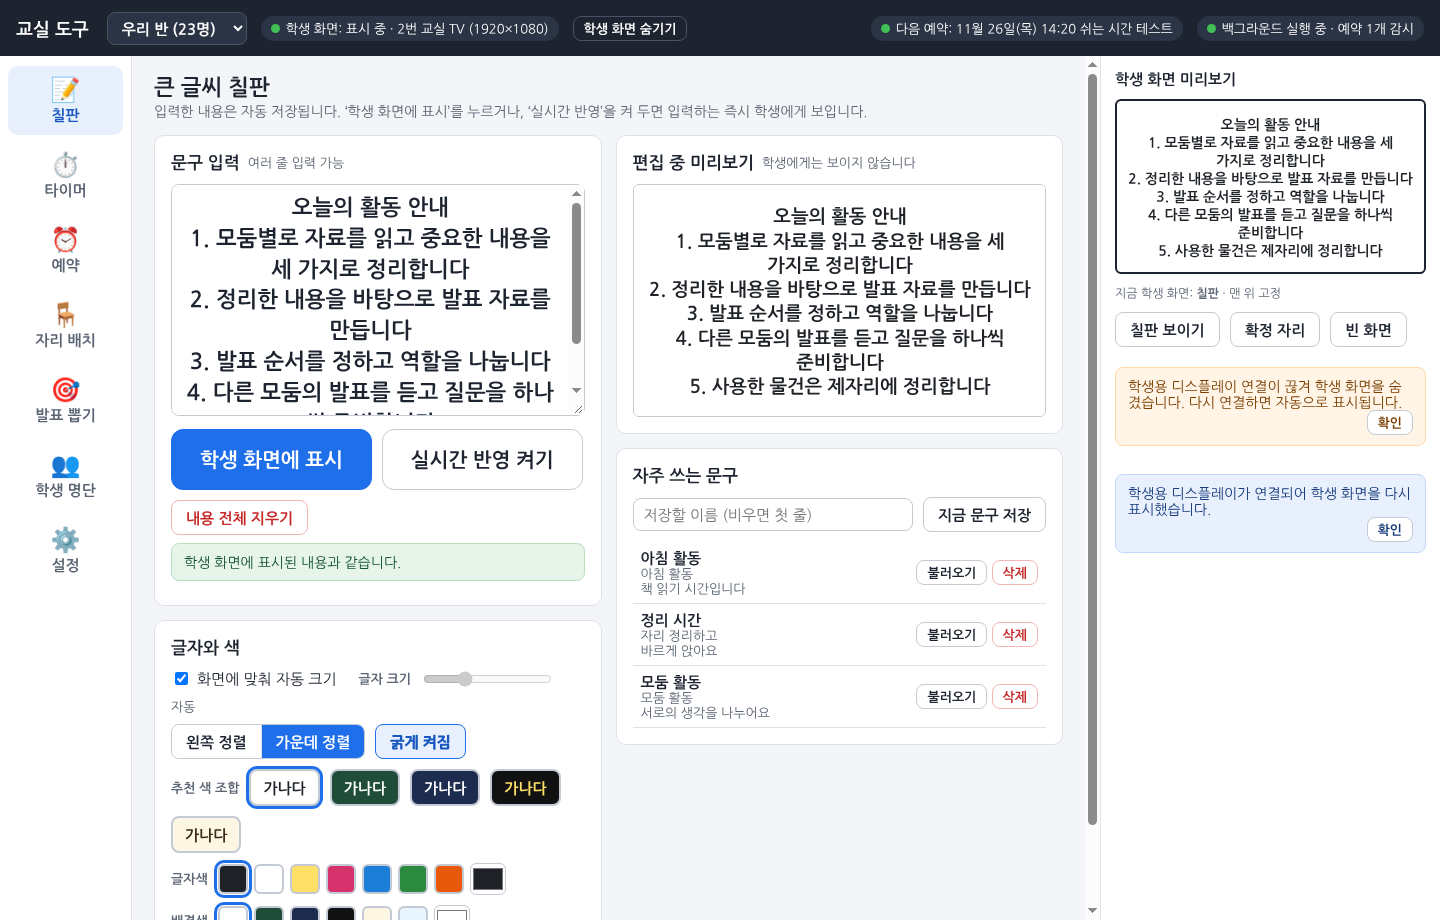 교실 도구
우리 반 (23명)
학생 화면: 표시 중 · 2번 교실 TV (1920×1080)
학생 화면 숨기기
다음 예약: 11월 26일(목) 14:20 쉬는 시간 테스트
백그라운드 실행 중 · 예약 1개 감시
칠판
타이머
예약
자리 배치
발표 뽑기
학생 명단
설정
큰 글씨 칠판
입력한 내용은 자동 저장됩니다. ‘학생 화면에 표시’를 누르거나, ‘실시간 반영’을 켜 두면 입력하는 즉시 학생에게 보입니다.
문구 입력 여러 줄 입력 가능
오늘의 활동 안내
1. 모둠별로 자료를 읽고 중요한 내용을
세 가지로 정리합니다
2. 정리한 내용을 바탕으로 발표 자료를
만듭니다
3. 발표 순서를 정하고 역할을 나눕니다
4. 다른 모둠의 발표를 듣고 질문을 하나
학생 화면에 표시
실시간 반영 켜기
내용 전체 지우기
학생 화면에 표시된 내용과 같습니다.
글자와 색
화면에 맞춰 자동 크기
글자 크기
자동
왼쪽 정렬
가운데 정렬
굵게 켜짐
추천 색 조합
가나다
가나다
가나다
가나다
가나다
글자색
배경색
편집 중 미리보기 학생에게는 보이지 않습니다
오늘의 활동 안내
1. 모둠별로 자료를 읽고 중요한 내용을 세
가지로 정리합니다
2. 정리한 내용을 바탕으로 발표 자료를 만듭니다
3. 발표 순서를 정하고 역할을 나눕니다
4. 다른 모둠의 발표를 듣고 질문을 하나씩
준비합니다
5. 사용한 물건은 제자리에 정리합니다
자주 쓰는 문구
저장할 이름 (비우면 첫 줄)
지금 문구 저장
아침 활동
아침 활동
책 읽기 시간입니다
불러오기
삭제
정리 시간
자리 정리하고
바르게 앉아요
불러오기
삭제
모둠 활동
모둠 활동
서로의 생각을 나누어요
불러오기
삭제
학생 화면 미리보기
오늘의 활동 안내
1. 모둠별로 자료를 읽고 중요한 내용을 세
가지로 정리합니다
2. 정리한 내용을 바탕으로 발표 자료를 만듭니다
3. 발표 순서를 정하고 역할을 나눕니다
4. 다른 모둠의 발표를 듣고 질문을 하나씩
준비합니다
5. 사용한 물건은 제자리에 정리합니다
지금 학생 화면: 칠판 · 맨 위 고정
칠판 보이기
확정 자리
빈 화면
학생용 디스플레이 연결이 끊겨 학생 화면을 숨
겼습니다. 다시 연결하면 자동으로 표시됩니다.
확인
학생용 디스플레이가 연결되어 학생 화면을 다시
표시했습니다.
확인